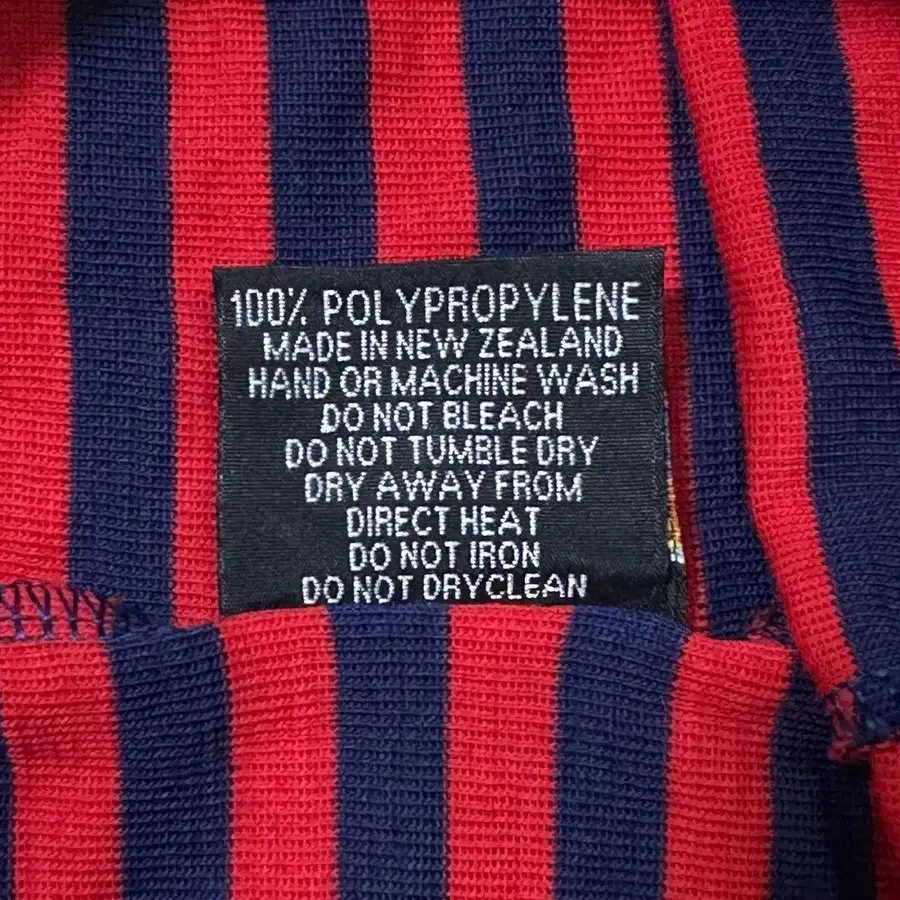 100% POLYPROPYLENE
MADE IN NEW ZEALAND
HAND OR MACHINE WASH
DO NOT BLEACH
DO NOT TUMBLE DRY
DRY AWAY FROM
DIRECT HEAT
DO NOT IRON
DO NOT DRYCLEAN